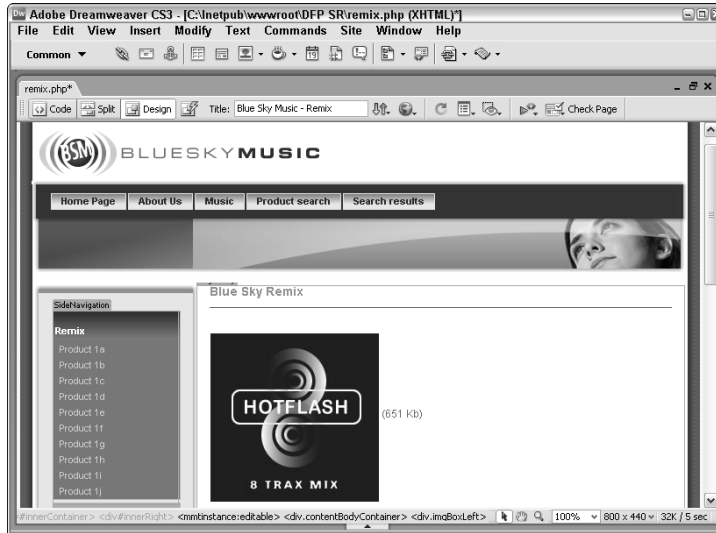 Adobe Dreamweaver CS3 - [C:\Inetpub\wwwroot\DFP SR\remix.php (XHTML)*]
File Edit View Insert Modify Text Commands Site Window Help
Common
19
remix.php*
Code Split Design Title: Blue Sky Music - Remix Check Page
BSM BLUESKYMUSIC
Home Page About Us Music Product search Search results
SideNavigation
Remix
Product 1a
Product 1b
Product 1c
Product 1d
Product 1e
Product 1f
Product 1g
Product 1h
Product 1i
Product 1j
Blue Sky Remix
HOTFLASH
8 TRAX MIX
(651 Kb)
#innerContainer> <div#innerRight> <mmtinstance:editable> <div.contentBodyContainer> <div.imgBoxLeft> 100% 800 x 440 32K / 5 sec